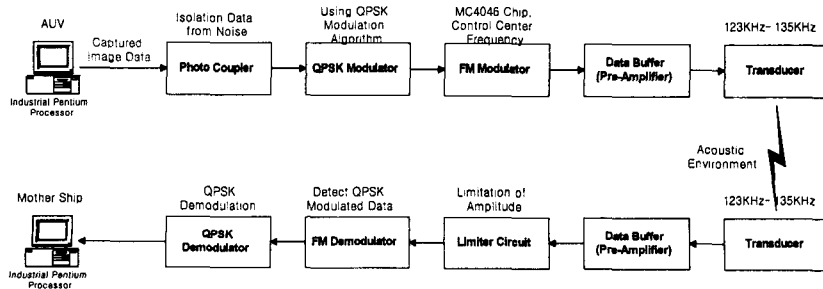 AUV
Captured
Image Data
Industrial Pentium
Processor
Isolation Data
from Noise
Photo Coupler
Using QPSK
Modulation
Algorithm
QPSK Modulator
MC4046 Chip,
Control Center
Frequency
FM Modulator
Data Buffer
(Pre-Amplifier)
123KHz- 135KHz
Transducer
Acoustic
Environment
Mother Ship
Industrial Pentium
Processor
QPSK
Demodulation
QPSK
Demodulator
Detect QPSK
Modulated Data
FM Demodulator
Limitation of
Amplitude
Limiter Circuit
Data Buffer
(Pre-Amplifier)
123KHz- 135KHz
Transducer